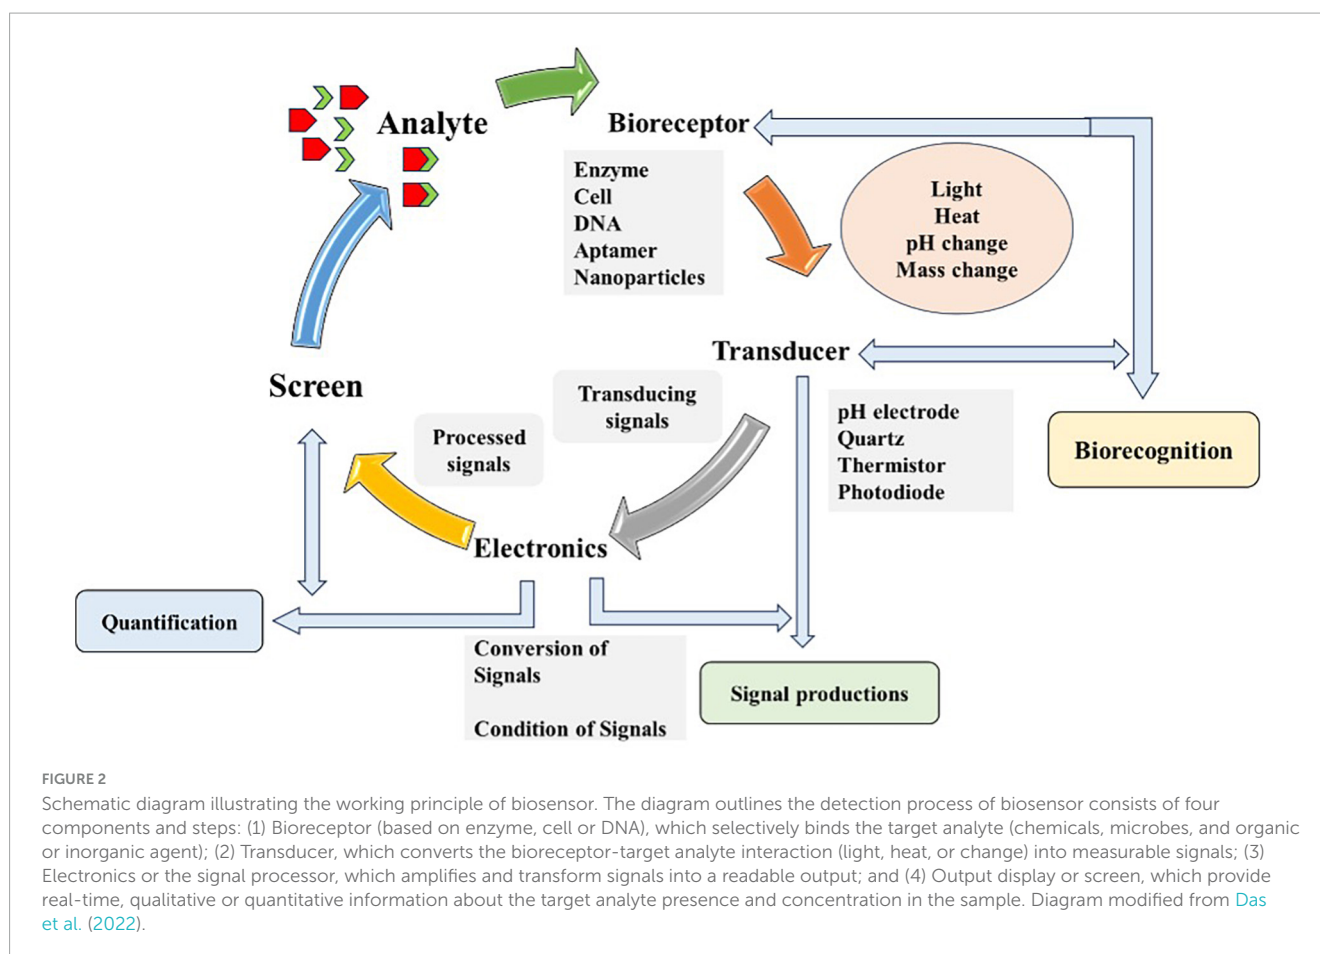 Analyte
Bioreceptor
Enzyme
Cell
DNA
Aptamer
Nanoparticles
Light
Heat
pH change
Mass change
Transducer
pH electrode
Quartz
Thermistor
Photodiode
Biorecognition
Transducing
signals
Screen
Processed
signals
Electronics
Quantification
Conversion of
Signals
Condition of Signals
Signal productions
FIGURE 2
Schematic diagram illustrating the working principle of biosensor. The diagram outlines the detection process of biosensor consists of four
components and steps: (1) Bioreceptor (based on enzyme, cell or DNA), which selectively binds the target analyte (chemicals, microbes, and organic
or inorganic agent); (2) Transducer, which converts the bioreceptor-target analyte interaction (light, heat, or change) into measurable signals; (3)
Electronics or the signal processor, which amplifies and transform signals into a readable output; and (4) Output display or screen, which provide
real-time, qualitative or quantitative information about the target analyte presence and concentration in the sample. Diagram modified from Das
et al. (2022).